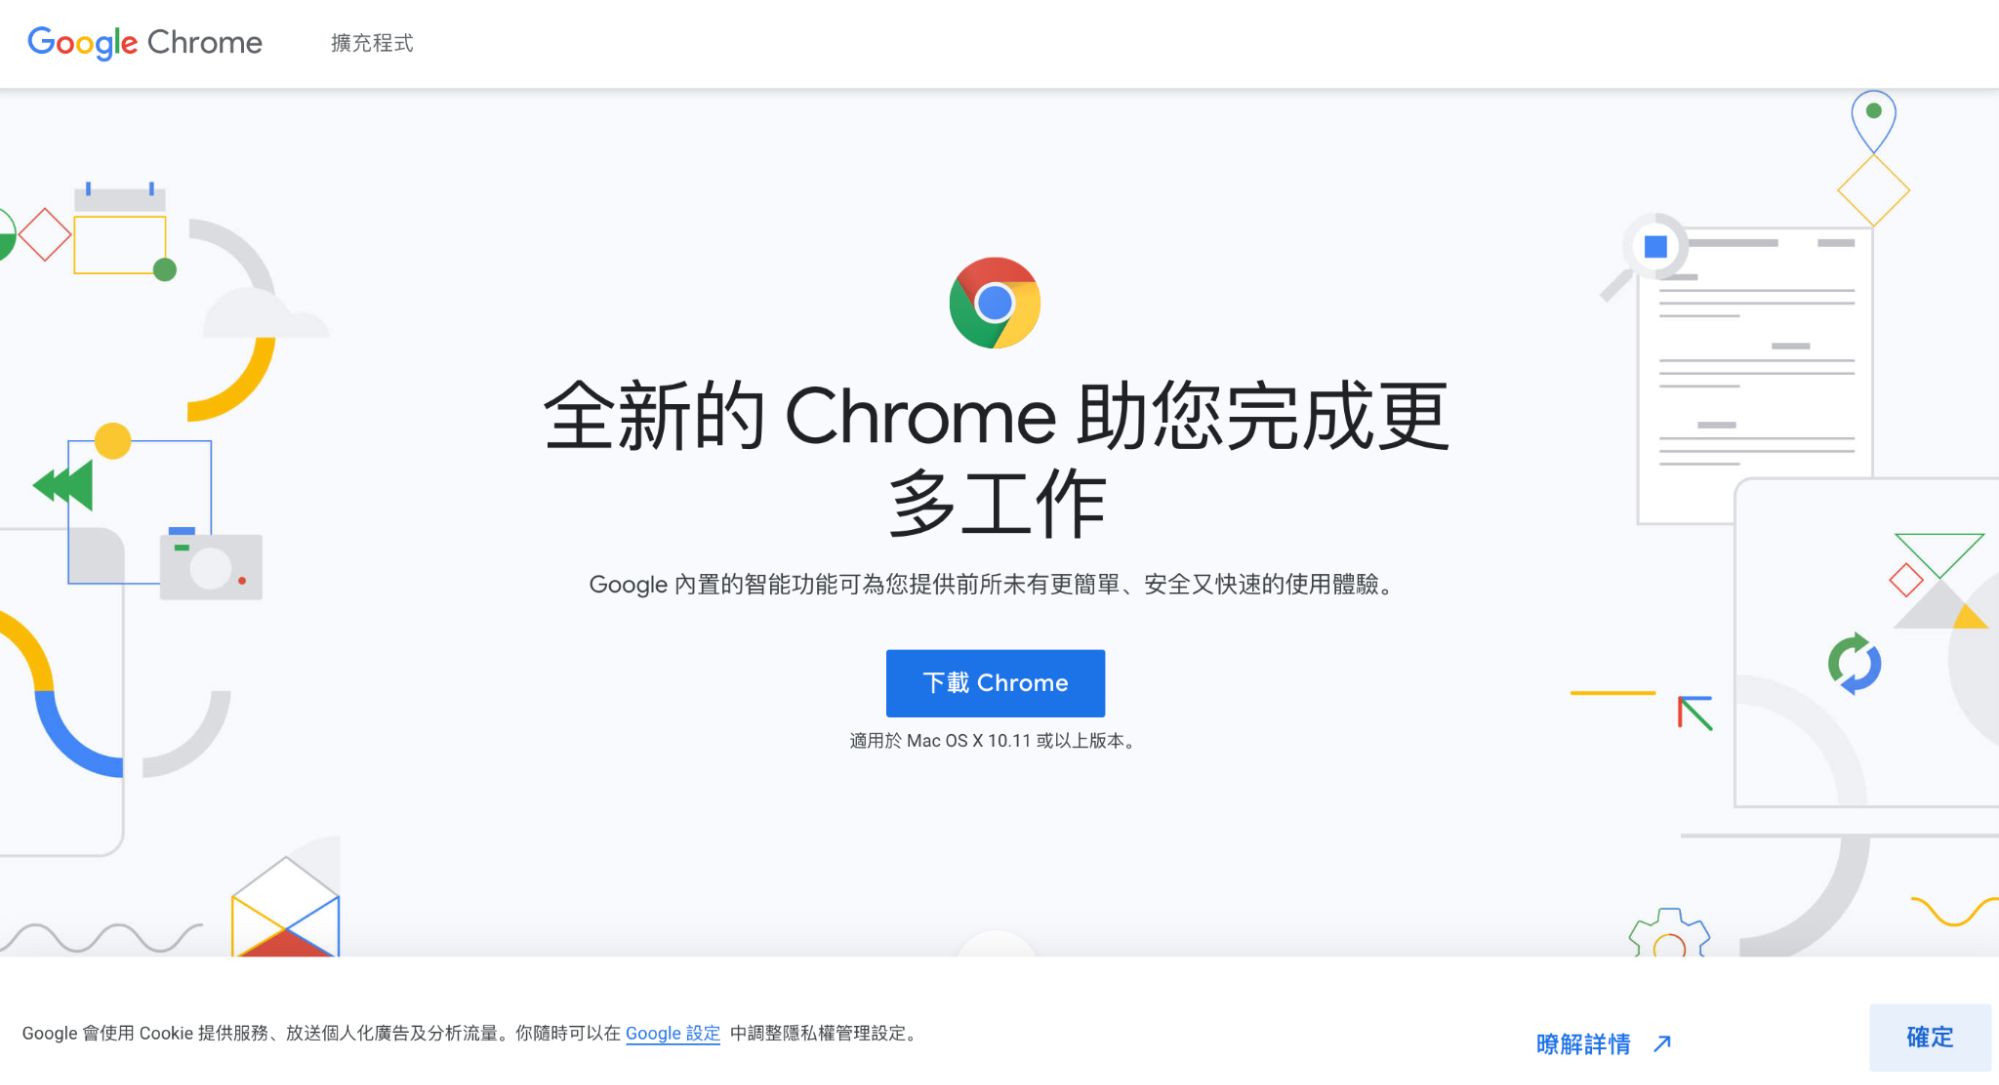 Google Chrome 擴充程式
全新的 Chrome 助您完成更
多工作
Google 內置的智能功能可為您提供前所未有更簡單、安全又快速的使用體驗。
下載 Chrome
適用於 Mac OS X 10.11 或以上版本。
Google 會使用 Cookie 提供服務、放送個人化廣告及分析流量。你隨時可以在 Google 設定 中調整隱私權管理設定。
瞭解詳情
確定